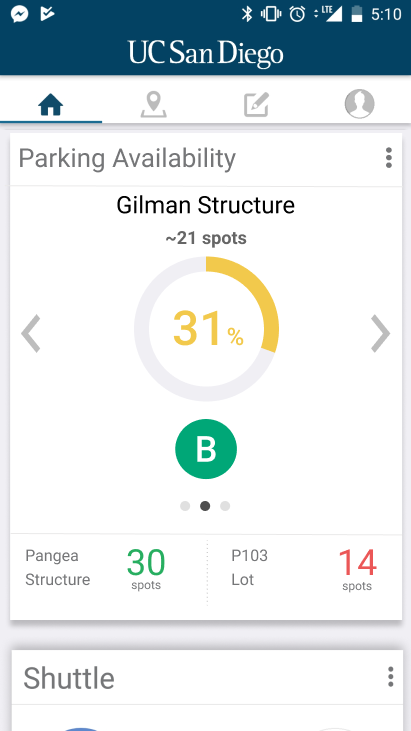 LTE 5:10
UC San Diego
Parking Availability
Gilman Structure
~21 spots
31%
B
Pangea
Structure
30
spots
P103
Lot
14
spots
Shuttle